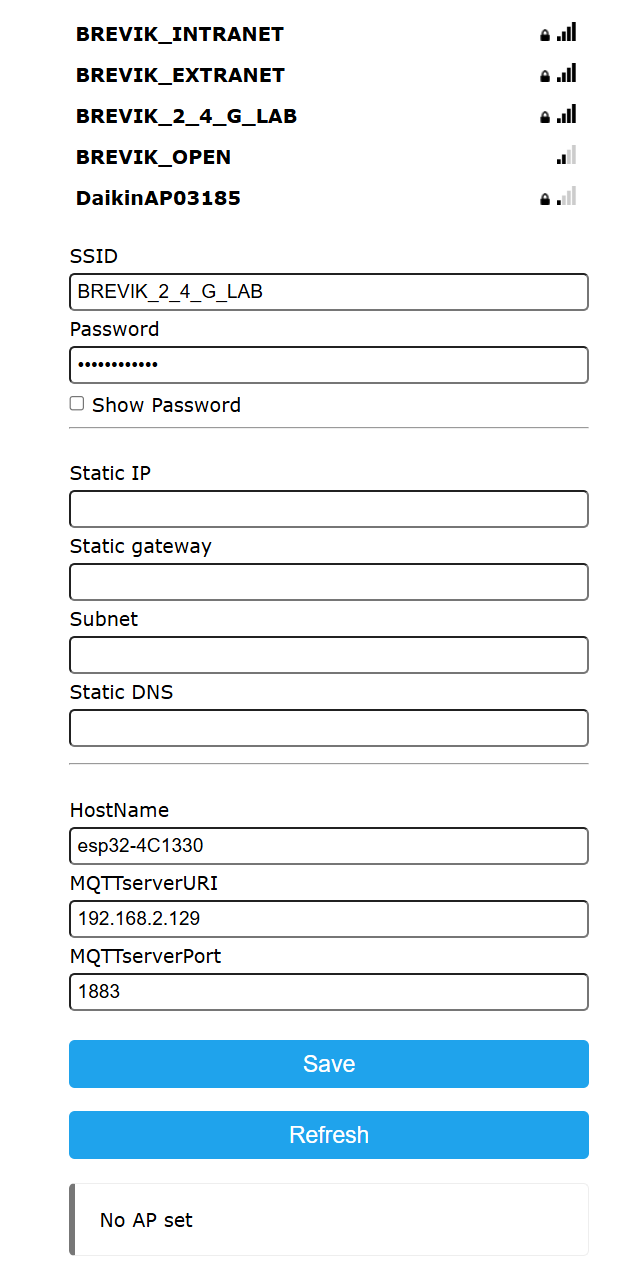 BREVIK_INTRANET
BREVIK_EXTRANET
BREVIK_2_4_G_LAB
BREVIK_OPEN
DaikinAP03185
SSID
BREVIK_2_4_G_LAB
Password
••••••••••••
Show Password
Static IP
Static gateway
Subnet
Static DNS
HostName
esp32-4C1330
MQTTserverURI
192.168.2.129
MQTTserverPort
1883
Save
Refresh
No AP set